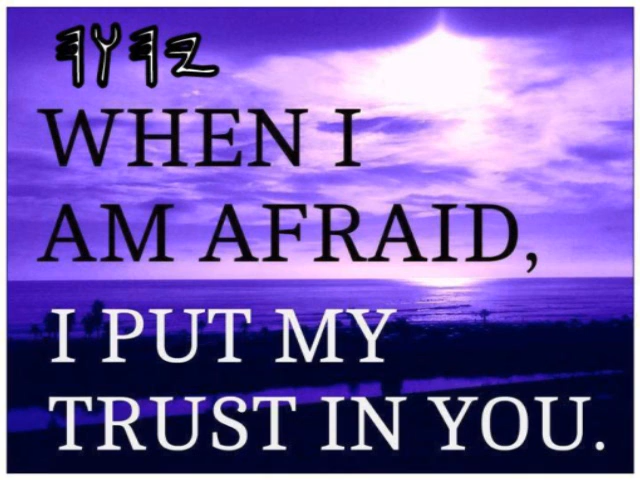 𐤉𐤄𐤅𐤄
WHEN I
AM AFRAID,
I PUT MY
TRUST IN YOU.